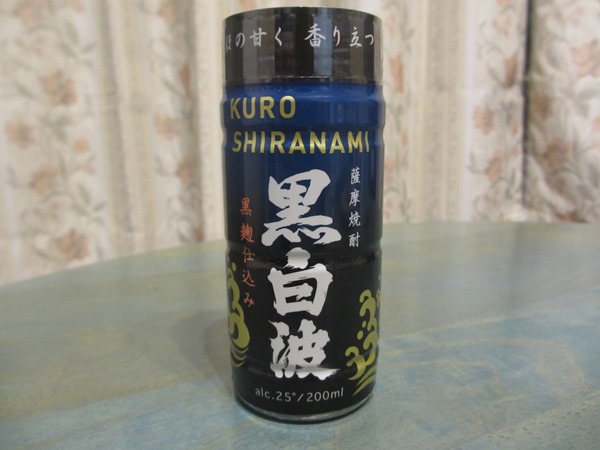 ほの甘く 香り立つ
KURO
SHIRANAMI
薩摩焼酎
黒白波
黒麹仕込み
alc.25°/200ml